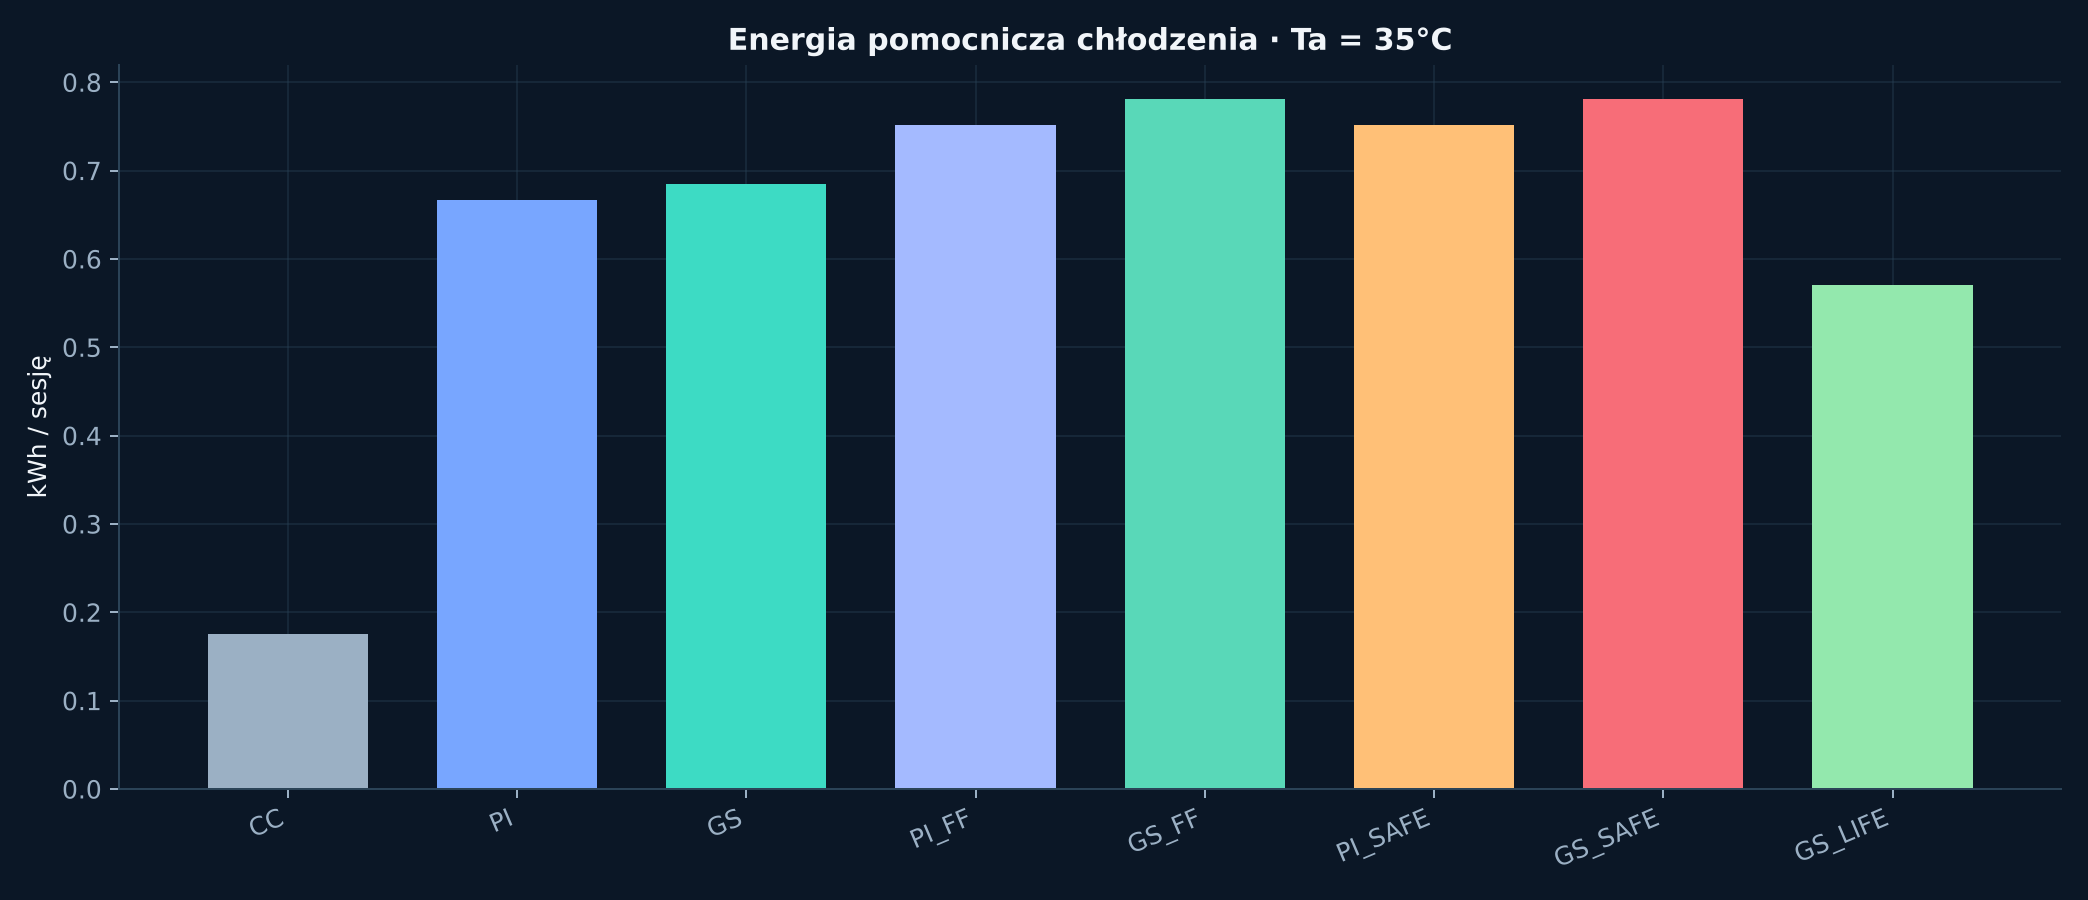 Energia pomocnicza chłodzenia · Ta = 35°C
kWh / sesję
0.8
0.7
0.6
0.5
0.4
0.3
0.2
0.1
0.0
CC
PI
GS
PI_FF
GS_FF
PI_SAFE
GS_SAFE
GS_LIFE